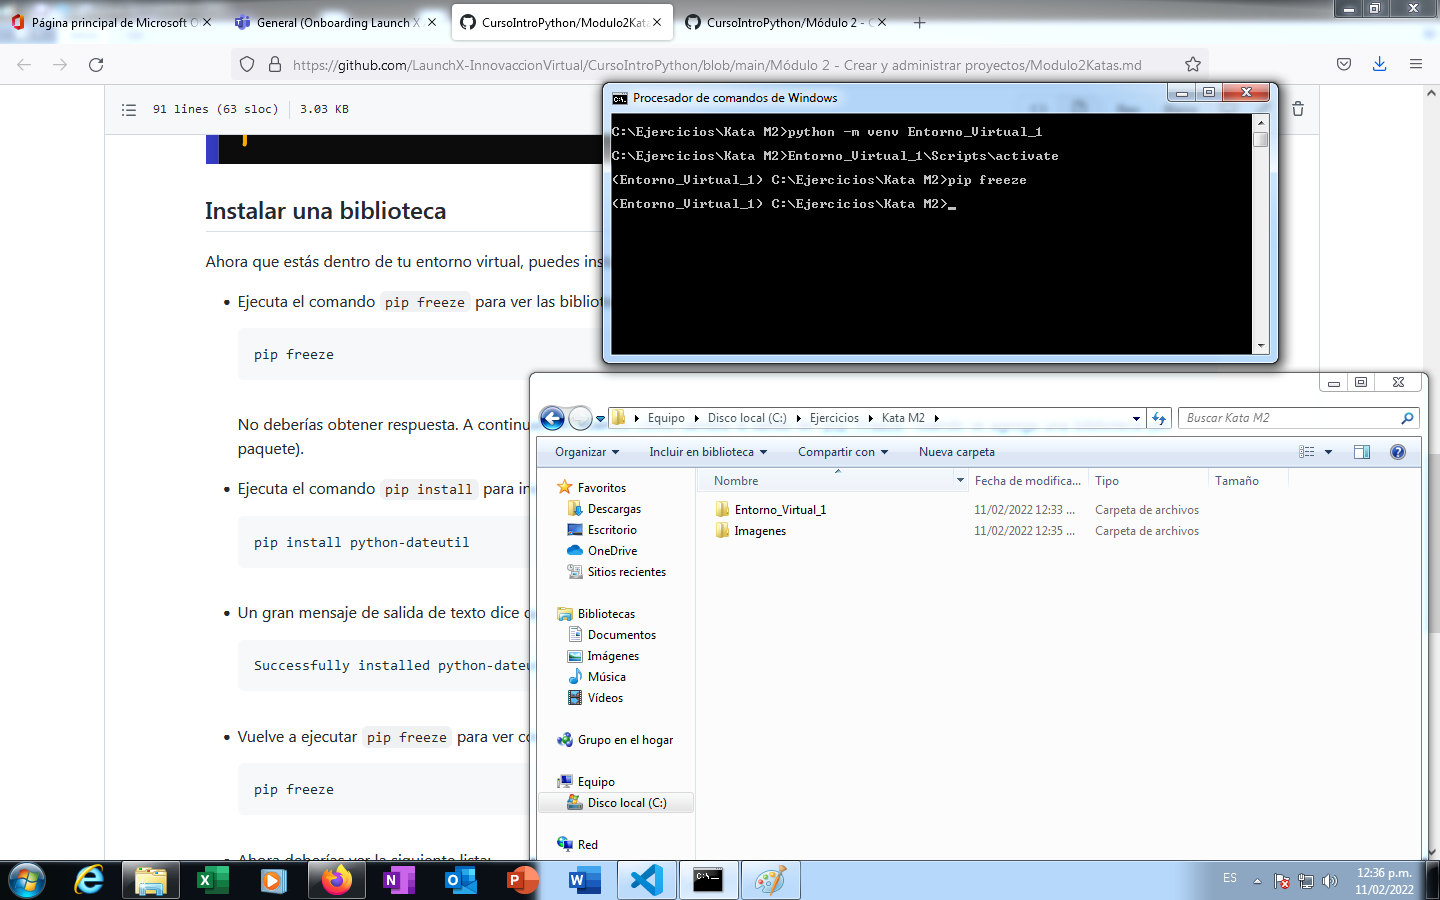 Página principal de Microsoft O
General (Onboarding Launch X
CursoIntroPython/Modulo2Kata
CursoIntroPython/Módulo 2 - C
https://github.com/LaunchX-InnovaccionVirtual/CursoIntroPython/blob/main/Módulo 2 - Crear y administrar proyectos/Modulo2Katas.md
91 lines (63 sloc) 3.03 KB
Instalar una biblioteca
Ahora que estás dentro de tu entorno virtual, puedes ins
Ejecuta el comando pip freeze para ver las bibliot
pip freeze
No deberías obtener respuesta. A continu
paquete).
Ejecuta el comando pip install para in
pip install python-dateutil
Un gran mensaje de salida de texto dice
Successfully installed python-dateu
Vuelve a ejecutar pip freeze para ver co
pip freeze
Ahora deberías ver la siguiente lista:
Procesador de comandos de Windows
C:\Ejercicios\Kata M2>python -m venv Entorno_Virtual_1
C:\Ejercicios\Kata M2>Entorno_Virtual_1\Scripts\activate
(Entorno_Virtual_1) C:\Ejercicios\Kata M2>pip freeze
(Entorno_Virtual_1) C:\Ejercicios\Kata M2>_
Equipo Disco local (C:) Ejercicios Kata M2
Buscar Kata M2
Organizar Incluir en biblioteca Compartir con Nueva carpeta
Nombre Fecha de modifica... Tipo Tamaño
Entorno_Virtual_1 11/02/2022 12:33 ... Carpeta de archivos
Imagenes 11/02/2022 12:35 ... Carpeta de archivos
Favoritos
Descargas
Escritorio
OneDrive
Sitios recientes
Bibliotecas
Documentos
Imágenes
Música
Vídeos
Grupo en el hogar
Equipo
Disco local (C:)
Red
ES
12:36 p.m.
11/02/2022